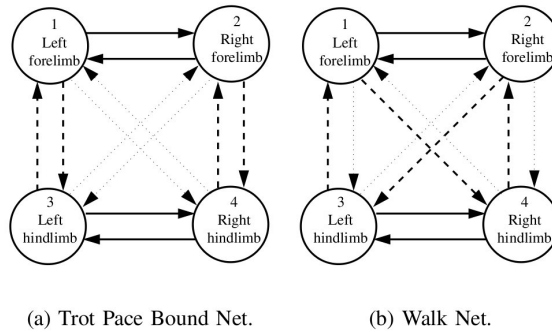 1
Left
forelimb
2
Right
forelimb
3
Left
hindlimb
4
Right
hindlimb
(a) Trot Pace Bound Net.
1
Left
forelimb
2
Right
forelimb
3
Left
hindlimb
4
Right
hindlimb
(b) Walk Net.